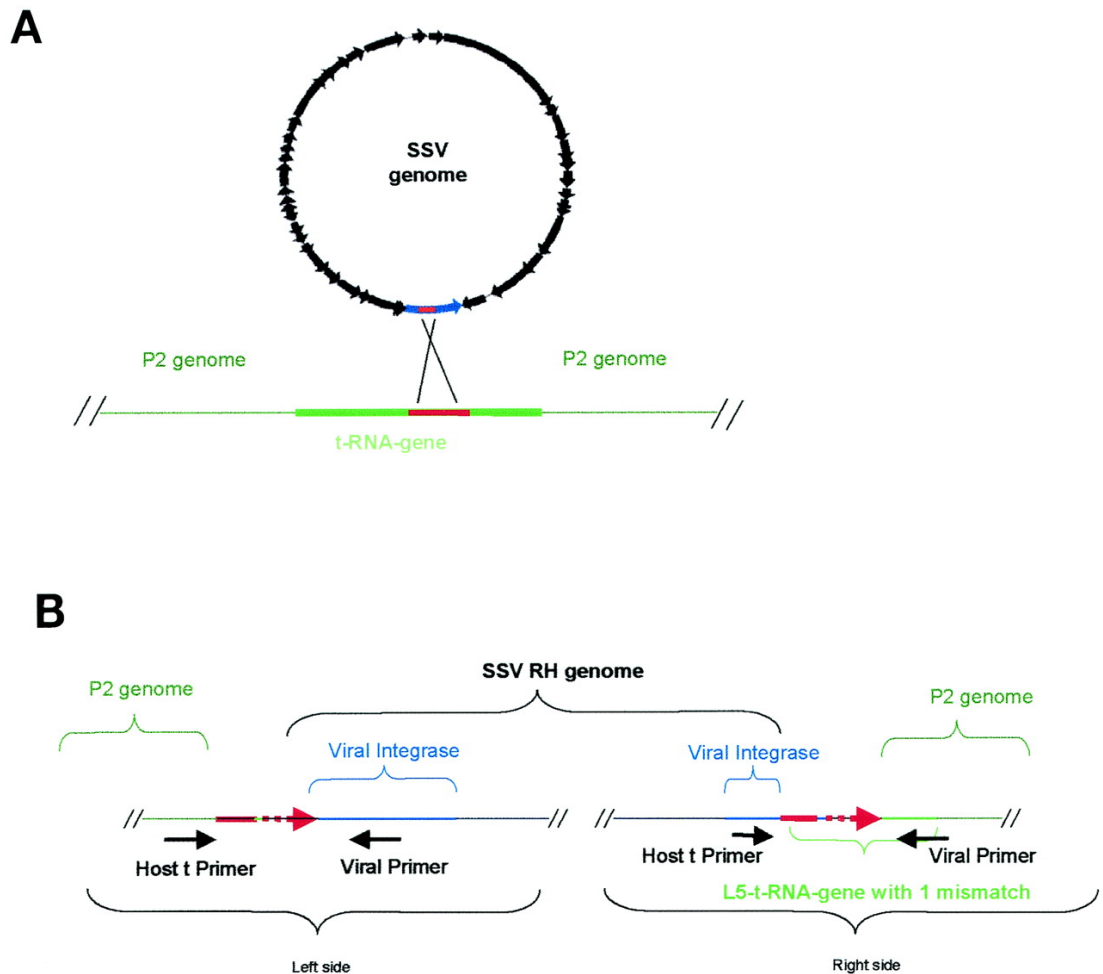 A
SSV
genome
P2 genome
P2 genome
t-RNA-gene
B
SSV RH genome
P2 genome
P2 genome
Viral Integrase
Viral Integrase
Host t Primer
Viral Primer
Host t Primer
Viral Primer
L5-t-RNA-gene with 1 mismatch
Left side
Right side